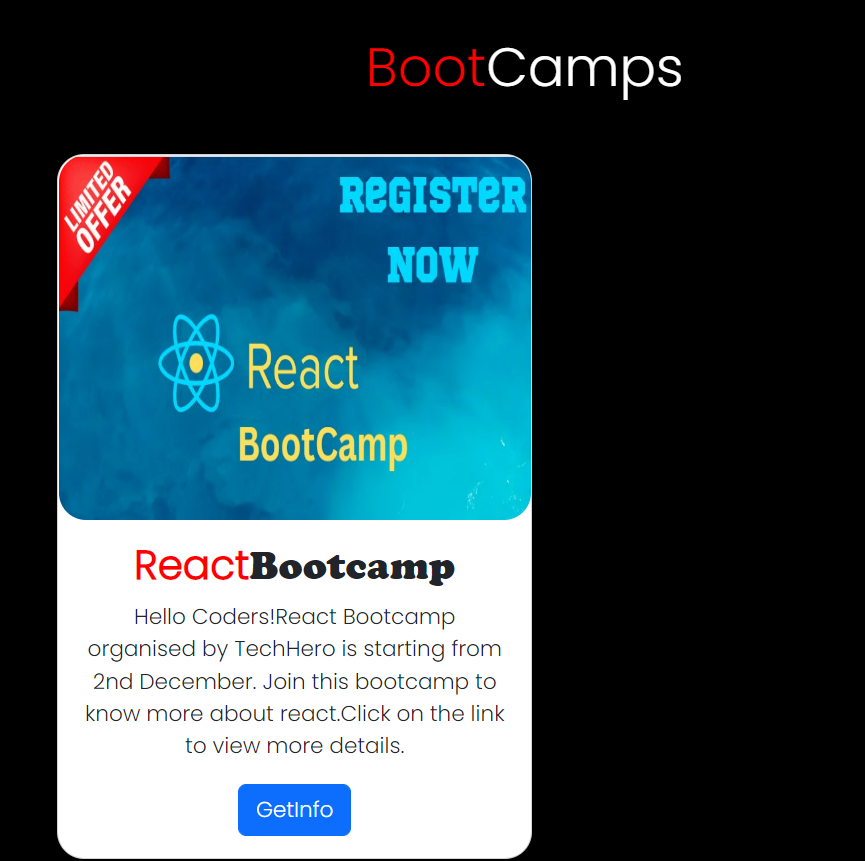 BootCamps
LIMITED
OFFER
REGISTER
NOW
React
BootCamp
ReactBootcamp
Hello Coders!React Bootcamp
organised by TechHero is starting from
2nd December. Join this bootcamp to
know more about react.Click on the link
to view more details.
GetInfo